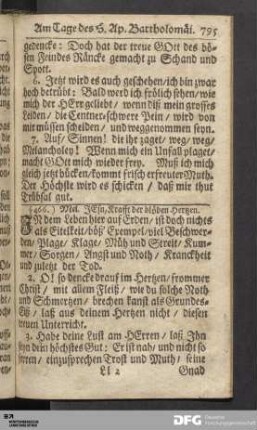 Am Tage des S. Ap. Bartholomäi. 795
gedencke: Doch hat der treue GOtt des bö-
sen Feindes Räncke gemacht zu Schand und
Spott.
6. Jetzt wird es auch geschehen/ ich bin zwar
hoch betrübt: Bald werd ich frölich sehen/ wie
mich der HErr geliebt/ wenn diß mein grosses
Leiden/ die Centner-schwere Pein/ wird von
mir müssen scheiden/ und weggenommen seyn.
7. Auf/ Sinnen! die ihr zaget/ weg/ weg/
Melancholey! Wenn mich ein Unfall plaget/
macht GOtt mich wieder frey. Muß ich mich
gleich jetzt bücken/ kommt frisch erfreuter Muth.
Der Höchste wird es schicken/ daß mir thut
Trübsal gut.
Mel. JEsu, Krafft der blöden Hertzen.
IN dem Leben hier auf Erden/ ist doch nichts
als Eitelkeit/ böß Exempel/ viel Beschwer-
den/ Plage/ Klage/ Müh und Streit/ Kum-
mer/ Sorgen/ Angst und Noth/ Kranckheit
und zuletzt der Tod.
2. O! so dencke drauf im Hertzen/ frommer
Christ/ mit allem Fleiß/ wie du solche Noth
und Schmertzen/ brechen kanst als Grundes-
Eiß/ laß aus deinem Hertzen nicht/ diesen
neuen Unterricht.
3. Habe deine Lust am HErren/ laß Ihn
seyn dein höchstes Gut: Er ist nah/ und nicht so
ferren/ einzusprechen Trost und Muth/ seine
Ll 2 Gnad
DFG